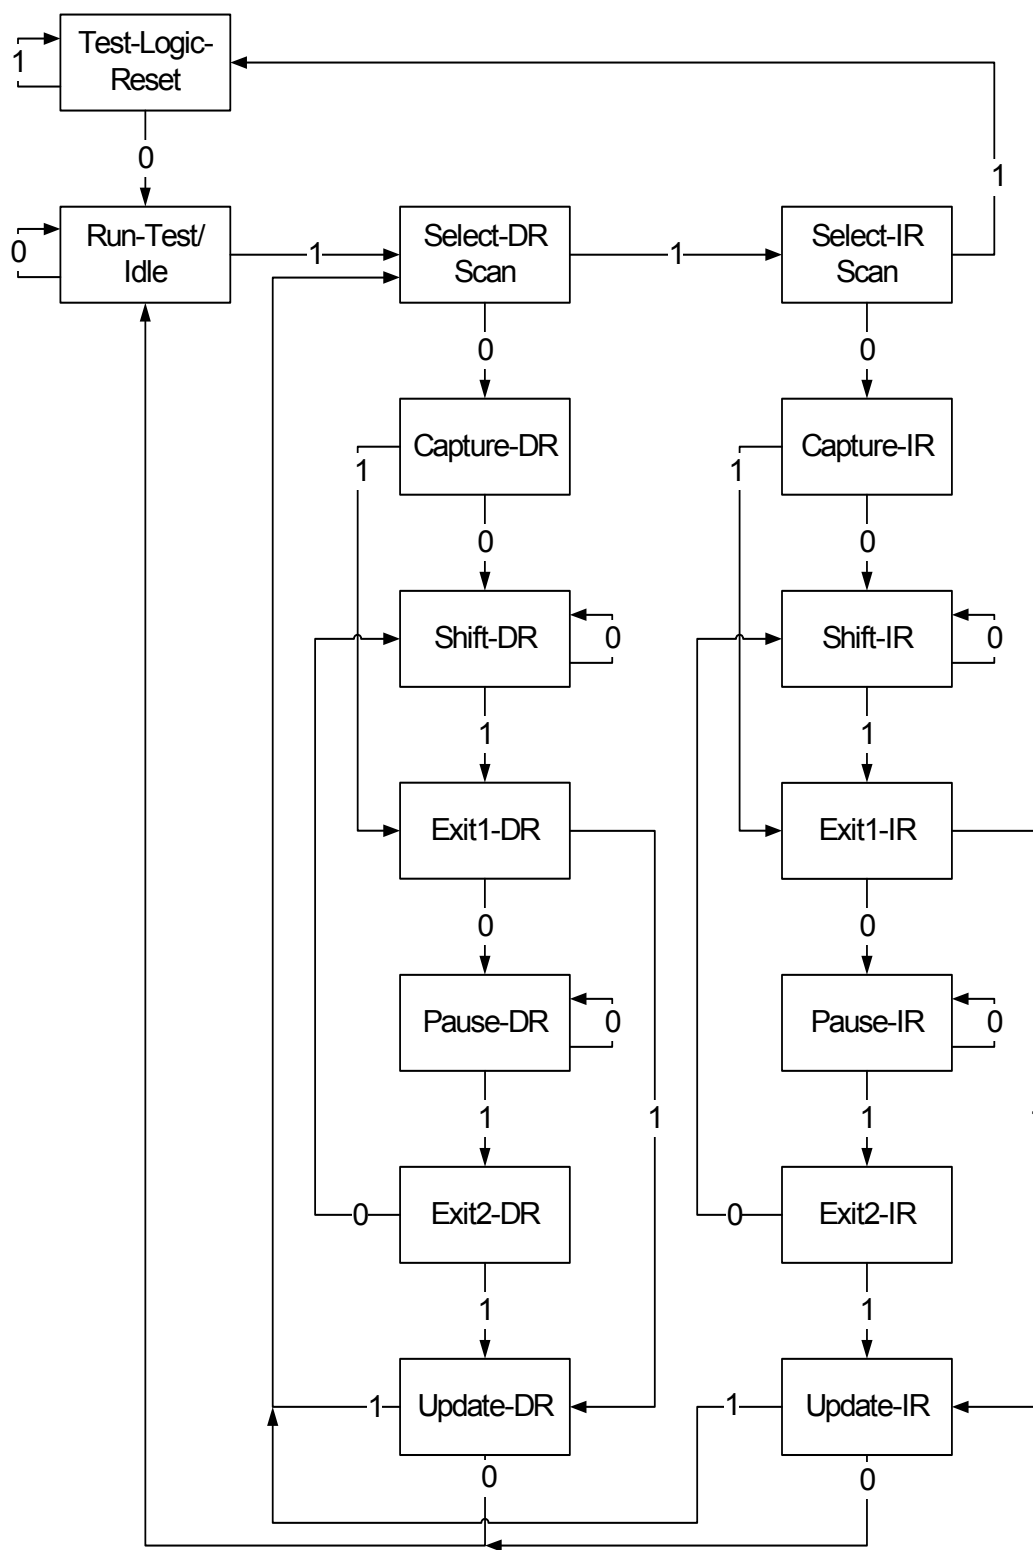 Test-Logic-
Reset
1
0
1
Run-Test/
Idle
0
1
Select-DR
Scan
1
Select-IR
Scan
0
0
Capture-DR
1
Capture-IR
1
0
0
Shift-DR
0
Shift-IR
0
1
1
Exit1-DR
Exit1-IR
0
0
Pause-DR
0
Pause-IR
0
1
1
1
Exit2-DR
0
Exit2-IR
0
1
1
Update-DR
1
Update-IR
1
0
0